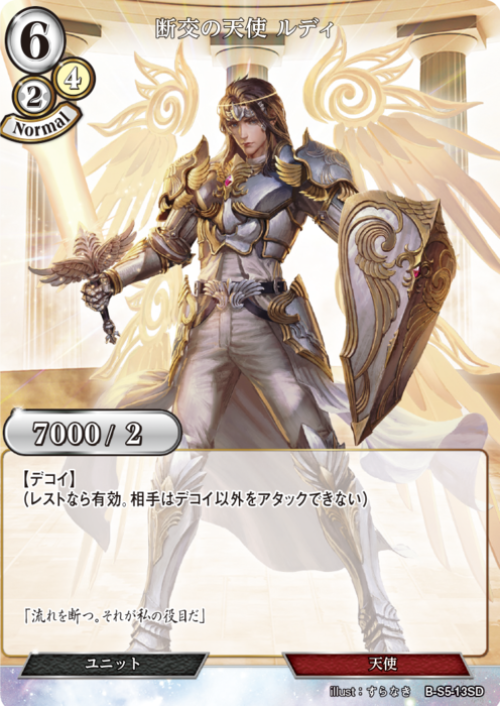 6
断交の天使 ルディ
4
2
Normal
7000 / 2
【デコイ】
(レストなら有効。相手はデコイ以外をアタックできない)
「流れを断つ。それが私の役目だ」
ユニット
天使
illust:すらなき B-S5-13SD